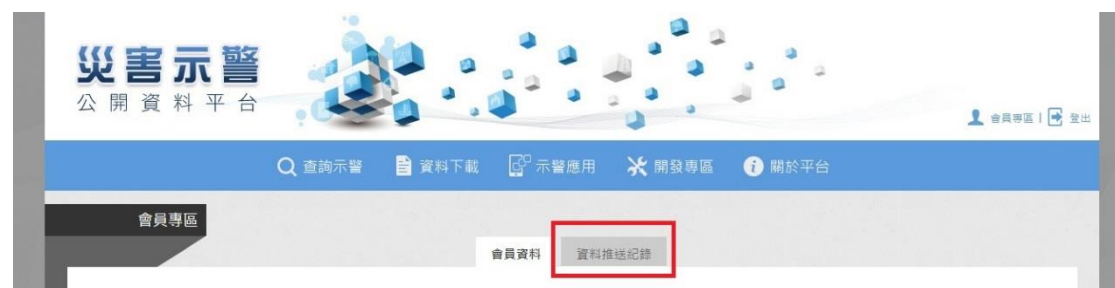 災害示警
公開資料平台
會員專區 | 登出
查詢示警 資料下載 示警應用 開發專區 關於平台
會員專區
會員資料 資料推送紀錄